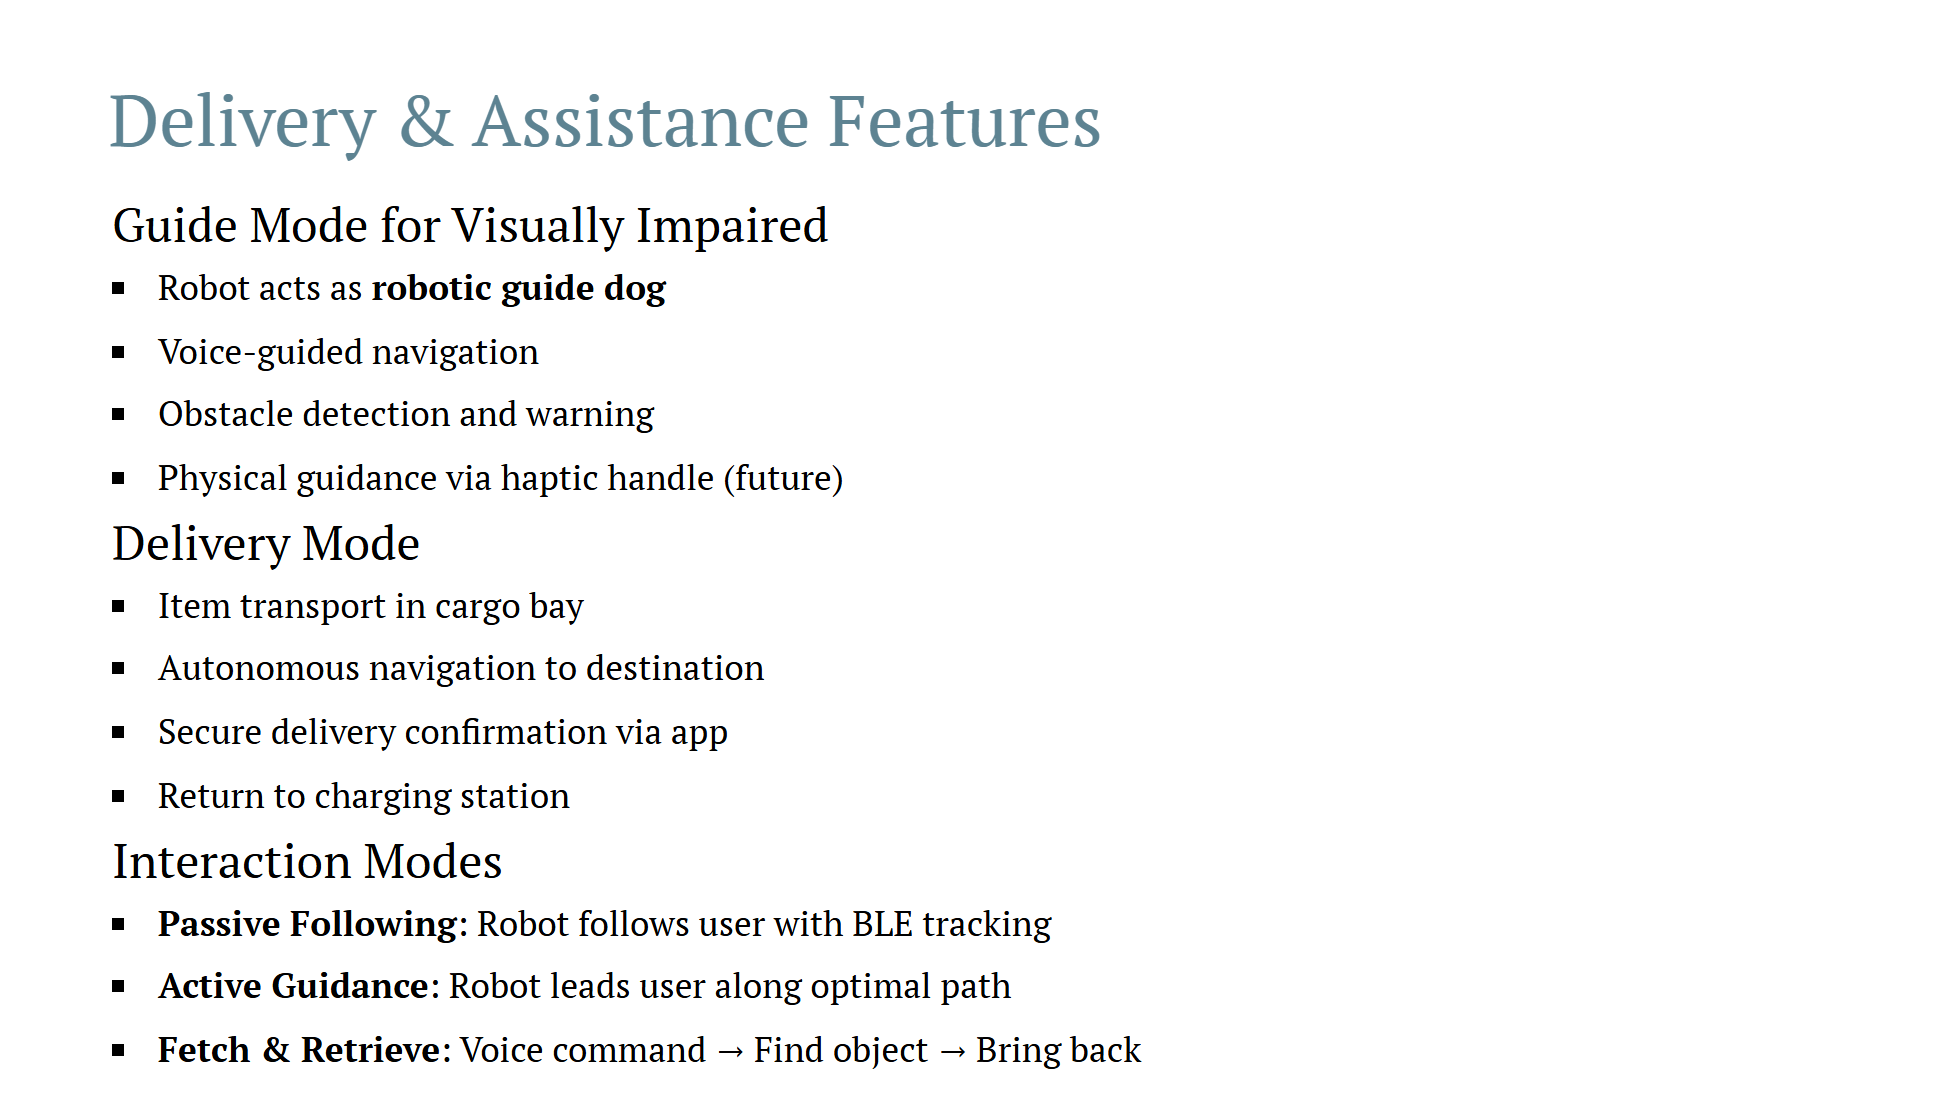 Delivery & Assistance Features
Guide Mode for Visually Impaired
▪ Robot acts as robotic guide dog
▪ Voice-guided navigation
▪ Obstacle detection and warning
▪ Physical guidance via haptic handle (future)
Delivery Mode
▪ Item transport in cargo bay
▪ Autonomous navigation to destination
▪ Secure delivery confirmation via app
▪ Return to charging station
Interaction Modes
▪ Passive Following: Robot follows user with BLE tracking
▪ Active Guidance: Robot leads user along optimal path
▪ Fetch & Retrieve: Voice command → Find object → Bring back